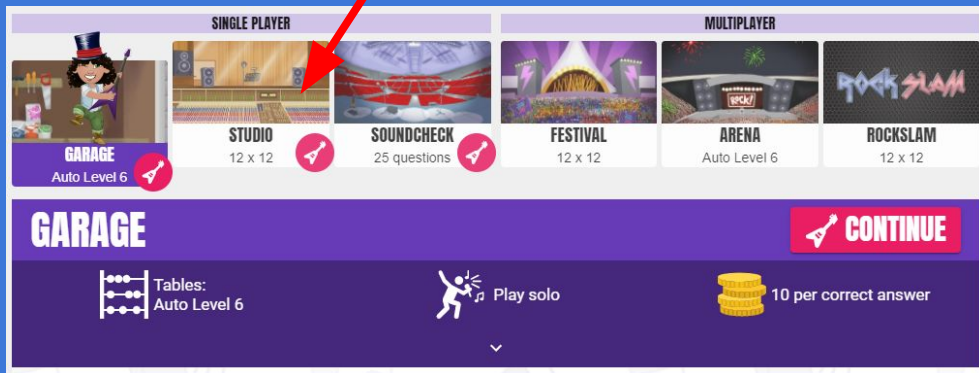 SINGLE PLAYER
MULTIPLAYER
GARAGE
Auto Level 6
STUDIO
12 x 12
SOUNDCHECK
25 questions
FESTIVAL
12 x 12
ROCK!
ARENA
Auto Level 6
ROCK SLAM
ROCKSLAM
12 x 12
GARAGE
CONTINUE
Tables:
Auto Level 6
Play solo
10 per correct answer